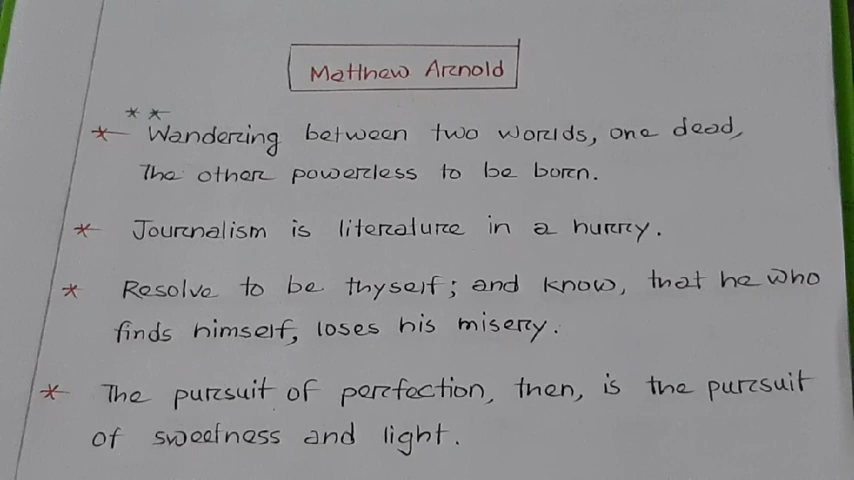 Matthew Arnold
* *
* Wandering between two worlds, one dead,
The other powerless to be born.
* Journalism is literature in a hurry.
* Resolve to be thyself; and know, that he who
finds himself, loses his misery.
* The pursuit of perfection, then, is the pursuit
of sweetness and light.